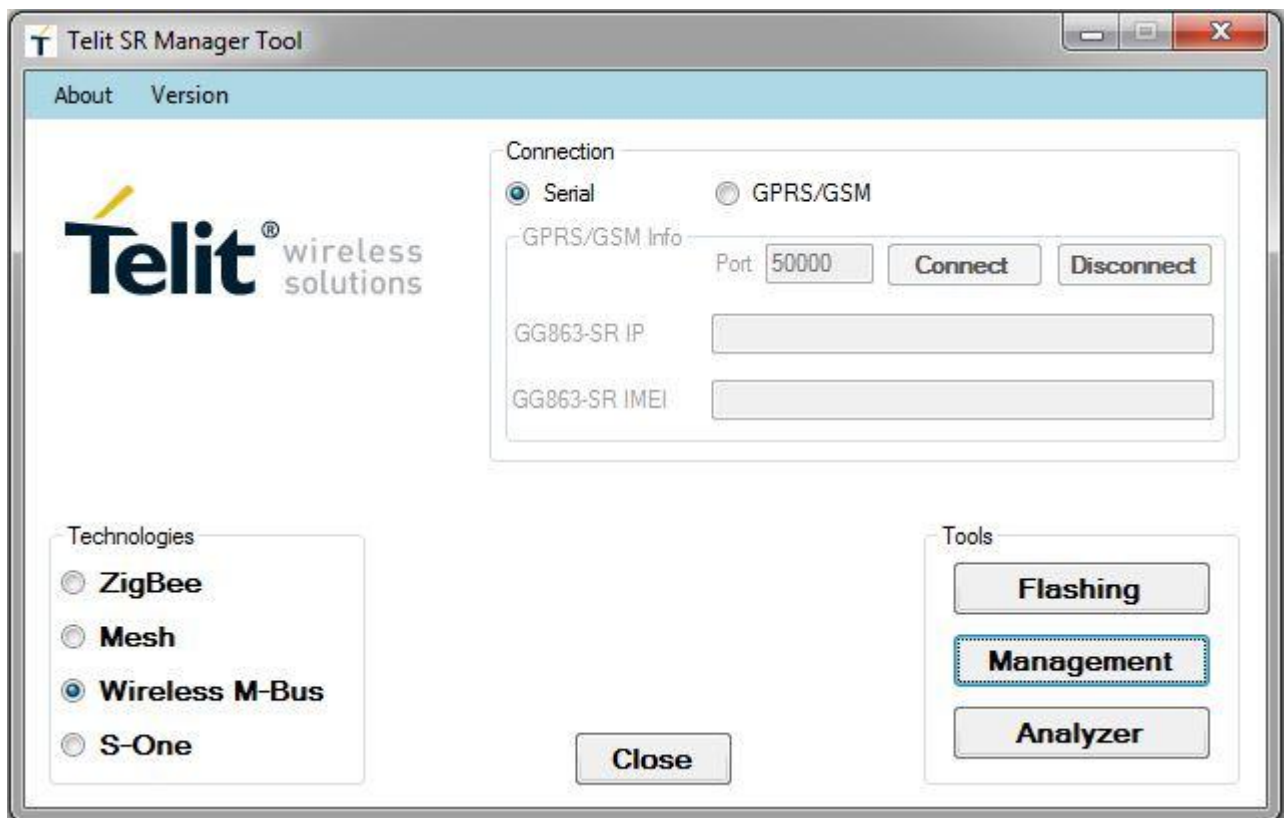 Telit SR Manager Tool
About Version
Telit® wireless
solutions
Connection
Serial GPRS/GSM
GPRS/GSM Info
Port 50000 Connect Disconnect
GG863-SR IP
GG863-SR IMEI
Technologies
ZigBee
Mesh
Wireless M-Bus
S-One
Close
Tools
Flashing
Management
Analyzer